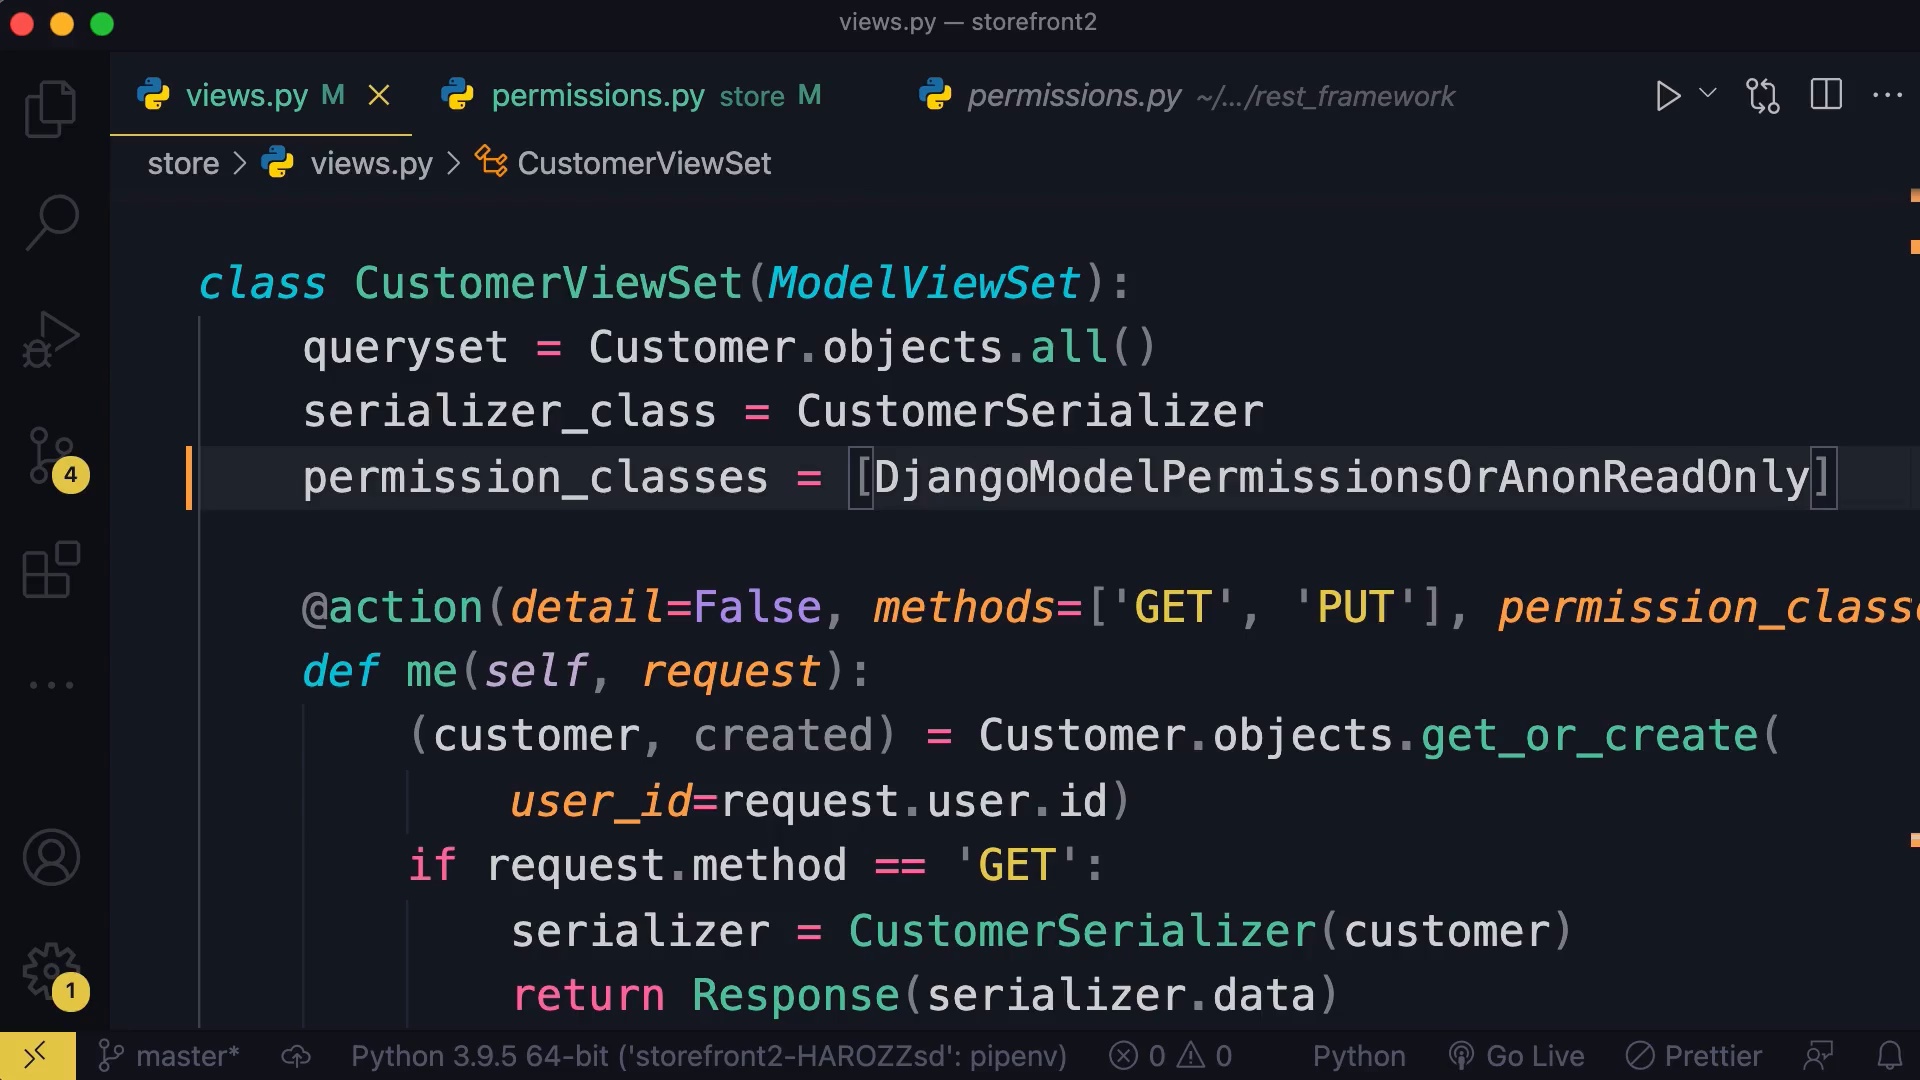 views.py — storefront2
views.py M
permissions.py store M
permissions.py ~/.../rest_framework
store > views.py > CustomerViewSet
class CustomerViewSet(ModelViewSet):
queryset = Customer.objects.all()
serializer_class = CustomerSerializer
permission_classes = [DjangoModelPermissionsOrAnonReadOnly]
@action(detail=False, methods=['GET', 'PUT'], permission_classe
def me(self, request):
(customer, created) = Customer.objects.get_or_create(
user_id=request.user.id)
if request.method == 'GET':
serializer = CustomerSerializer(customer)
return Response(serializer.data)
4
1
master* Python 3.9.5 64-bit ('storefront2-HAROZZsd': pipenv) 0 0 Python Go Live Prettier